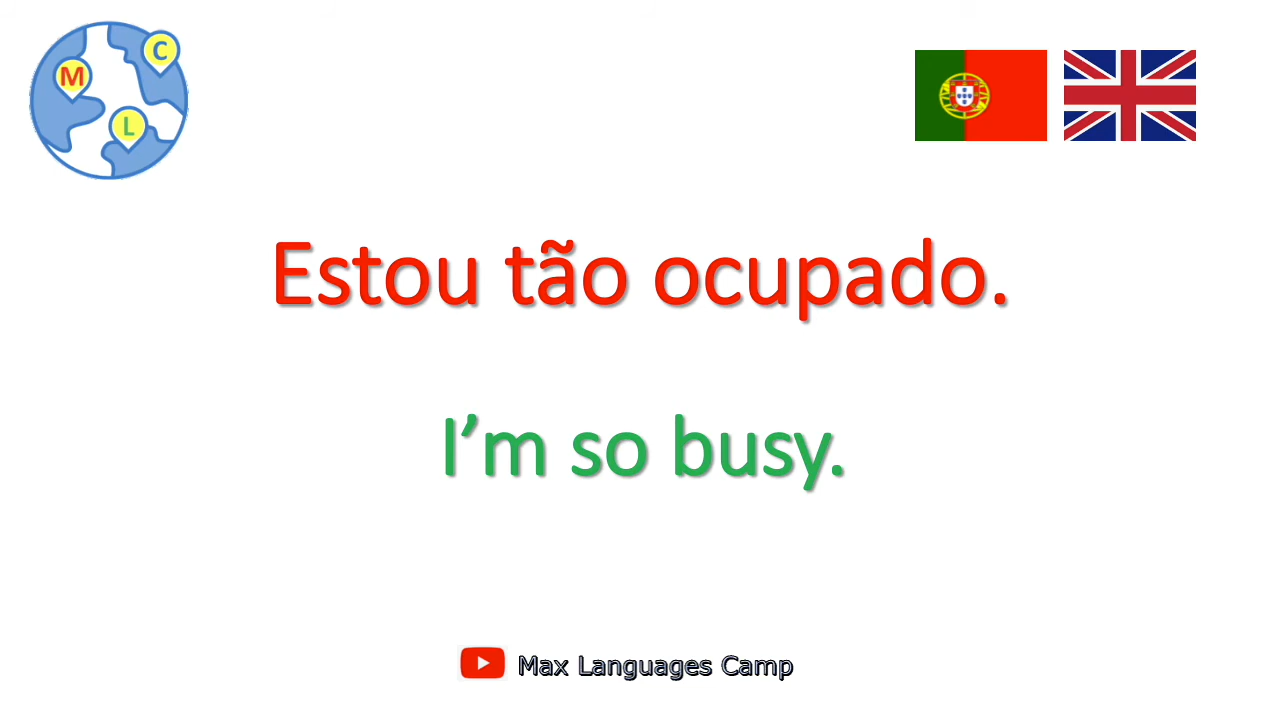 M
C
L
Estou tão ocupado.
I’m so busy.
Max Languages Camp